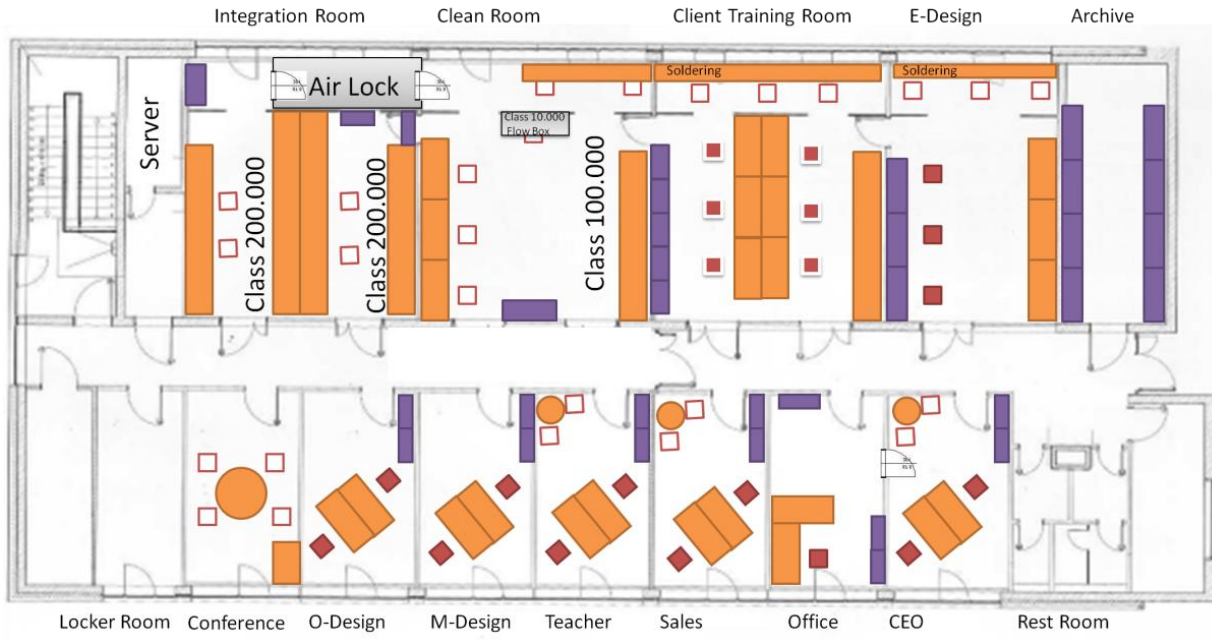 Integration Room
Clean Room
Client Training Room
E-Design
Archive
Air Lock
Soldering
Soldering
Class 10.000
Flow Box
Server
Class 200.000
Class 200.000
Class 100.000
Locker Room
Conference
O-Design
M-Design
Teacher
Sales
Office
CEO
Rest Room